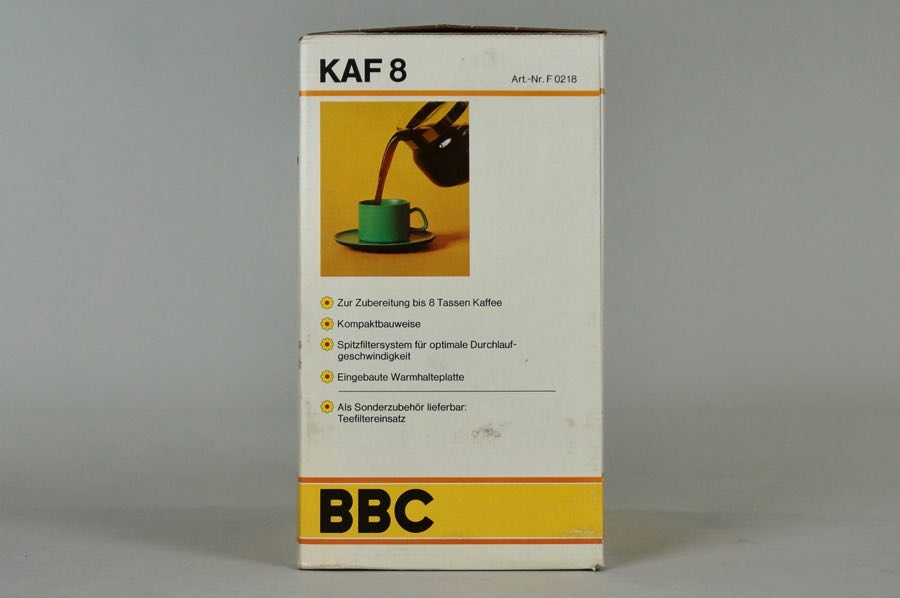 KAF 8
Art.-Nr. F 0218
Zur Zubereitung bis 8 Tassen Kaffee
Kompaktbauweise
Spitzfiltersystem für optimale Durchlauf-
geschwindigkeit
Eingebaute Warmhalteplatte
Als Sonderzubehör lieferbar:
Teefiltereinsatz
BBC